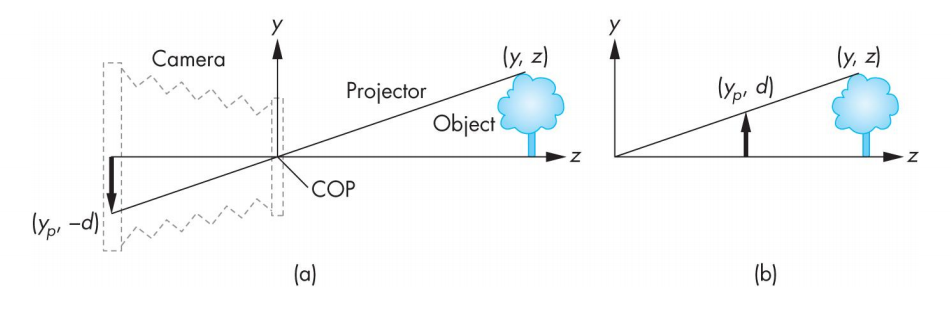 y
Camera
(y, z)
Projector
Object
z
COP
(yp, –d)
(a)
y
(y, z)
(yp, d)
z
(b)